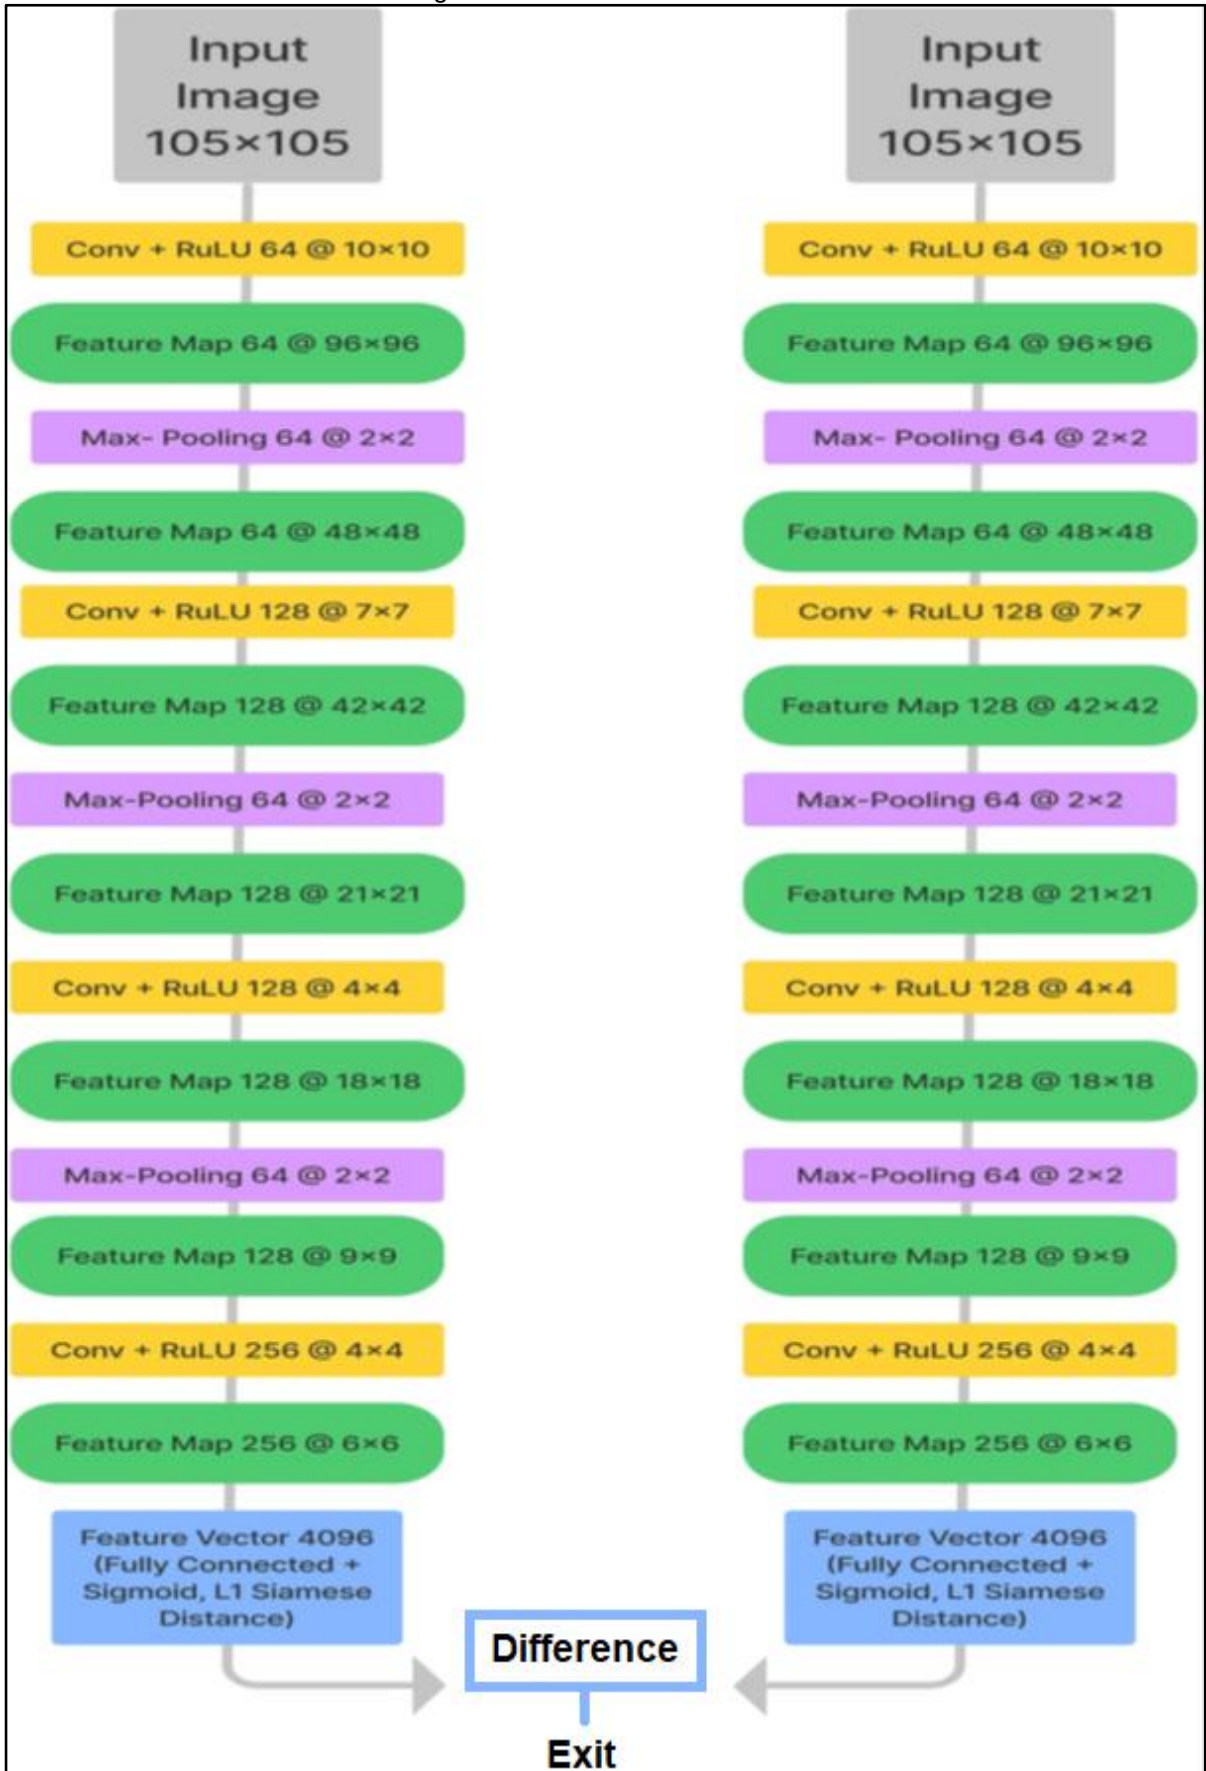 Input
Image
105×105
Conv + RuLU 64 @ 10×10
Feature Map 64 @ 96×96
Max- Pooling 64 @ 2×2
Feature Map 64 @ 48×48
Conv + RuLU 128 @ 7×7
Feature Map 128 @ 42×42
Max-Pooling 64 @ 2×2
Feature Map 128 @ 21×21
Conv + RuLU 128 @ 4×4
Feature Map 128 @ 18×18
Max-Pooling 64 @ 2×2
Feature Map 128 @ 9×9
Conv + RuLU 256 @ 4×4
Feature Map 256 @ 6×6
Feature Vector 4096
(Fully Connected +
Sigmoid, L1 Siamese
Distance)
Input
Image
105×105
Conv + RuLU 64 @ 10×10
Feature Map 64 @ 96×96
Max- Pooling 64 @ 2×2
Feature Map 64 @ 48×48
Conv + RuLU 128 @ 7×7
Feature Map 128 @ 42×42
Max-Pooling 64 @ 2×2
Feature Map 128 @ 21×21
Conv + RuLU 128 @ 4×4
Feature Map 128 @ 18×18
Max-Pooling 64 @ 2×2
Feature Map 128 @ 9×9
Conv + RuLU 256 @ 4×4
Feature Map 256 @ 6×6
Feature Vector 4096
(Fully Connected +
Sigmoid, L1 Siamese
Distance)
Difference
Exit